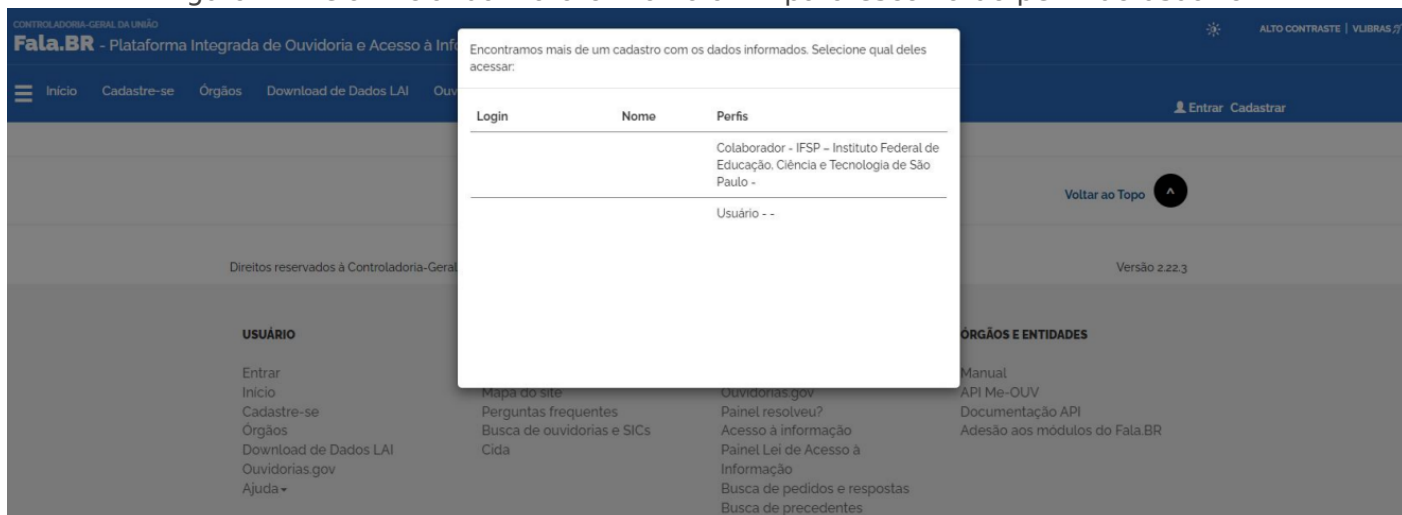 CONTROLADORIA-GERAL DA UNIÃO
Fala.BR - Plataforma Integrada de Ouvidoria e Acesso à
ALTO CONTRASTE | VLIBRAS
Início Cadastre-se Órgãos Download de Dados LAI
Entrar Cadastrar
Encontramos mais de um cadastro com os dados informados. Selecione qual deles
acessar:
Login Nome Perfis
Colaborador - IFSP – Instituto Federal de
Educação, Ciência e Tecnologia de São
Paulo -
Usuário - -
Voltar ao Topo
Direitos reservados à Controladoria-Geral
Versão 2.22.3
USUÁRIO
Entrar
Início
Cadastre-se
Órgãos
Download de Dados LAI
Ouvidorias.gov
Ajuda
Mapa do site
Perguntas frequentes
Busca de ouvidorias e SICs
Cida
Ouvidorias.gov
Painel resolveu?
Acesso à informação
Painel Lei de Acesso à
Informação
Busca de pedidos e respostas
Busca de precedentes
ÓRGÃOS E ENTIDADES
Manual
API Me-OUV
Documentação API
Adesão aos módulos do Fala.BR